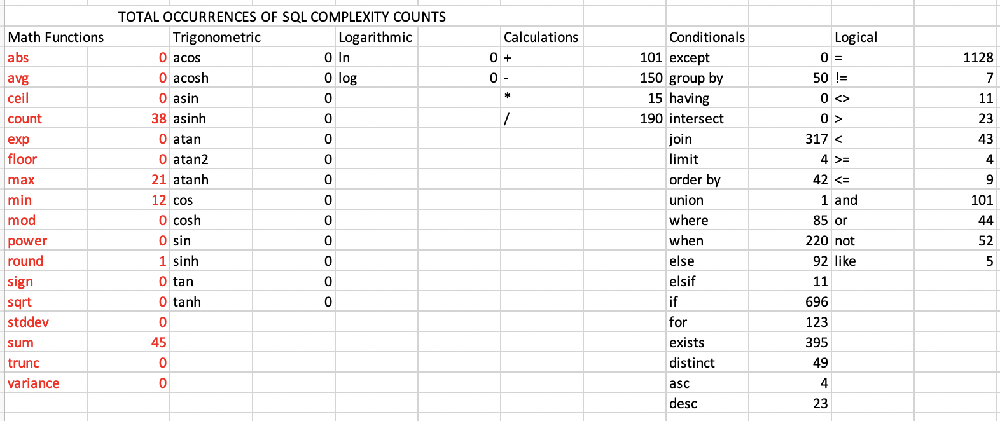 TOTAL OCCURRENCES OF SQL COMPLEXITY COUNTS
Math Functions Trigonometric Logarithmic Calculations Conditionals Logical
abs 0 acos 0 ln 0 + 101 except 0 = 1128
avg 0 acosh 0 log 0 - 150 group by 50 != 7
ceil 0 asin 0 * 15 having 0 <> 11
count 38 asinh 0 / 190 intersect 0 > 23
exp 0 atan 0 join 317 < 43
floor 0 atan2 0 limit 4 >= 4
max 21 atanh 0 order by 42 <= 9
min 12 cos 0 union 1 and 101
mod 0 cosh 0 where 85 or 44
power 0 sin 0 when 220 not 52
round 1 sinh 0 else 92 like 5
sign 0 tan 0 elsif 11
sqrt 0 tanh 0 if 696
stddev 0 for 123
sum 45 exists 395
trunc 0 distinct 49
variance 0 asc 4
desc 23